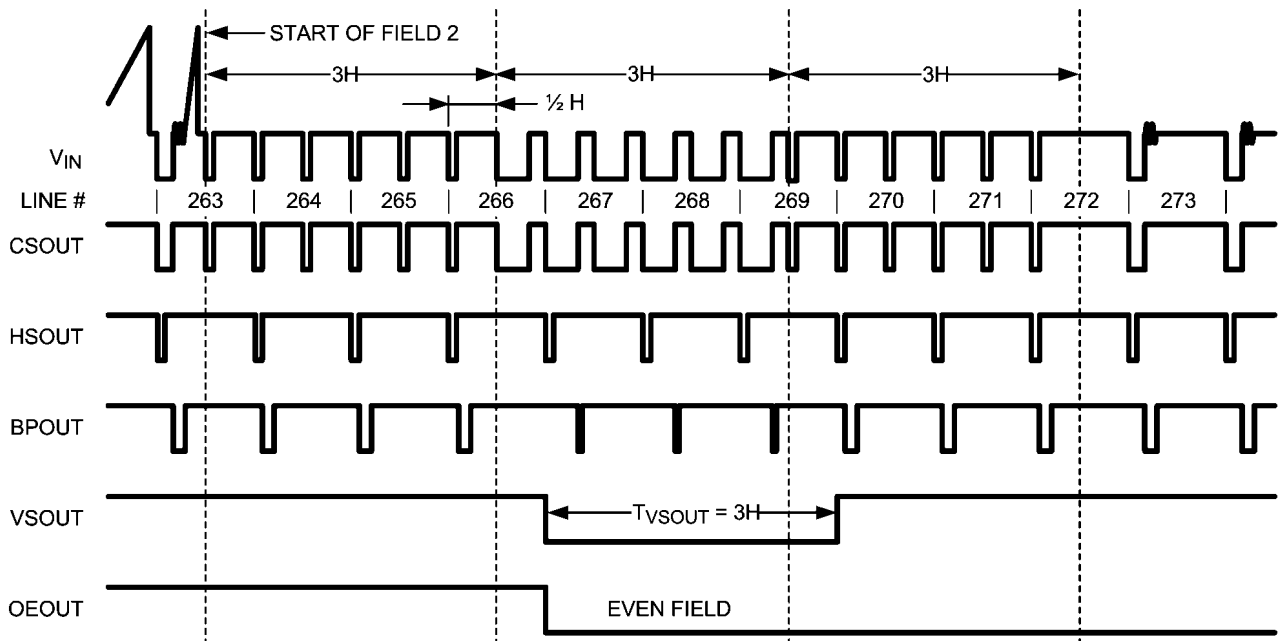 START OF FIELD 2
3H 3H 3H
½ H
VIN
LINE # 263 264 265 266 267 268 269 270 271 272 273
CSOUT
HSOUT
BPOUT
VSOUT
TVSOUT = 3H
OEOUT
EVEN FIELD